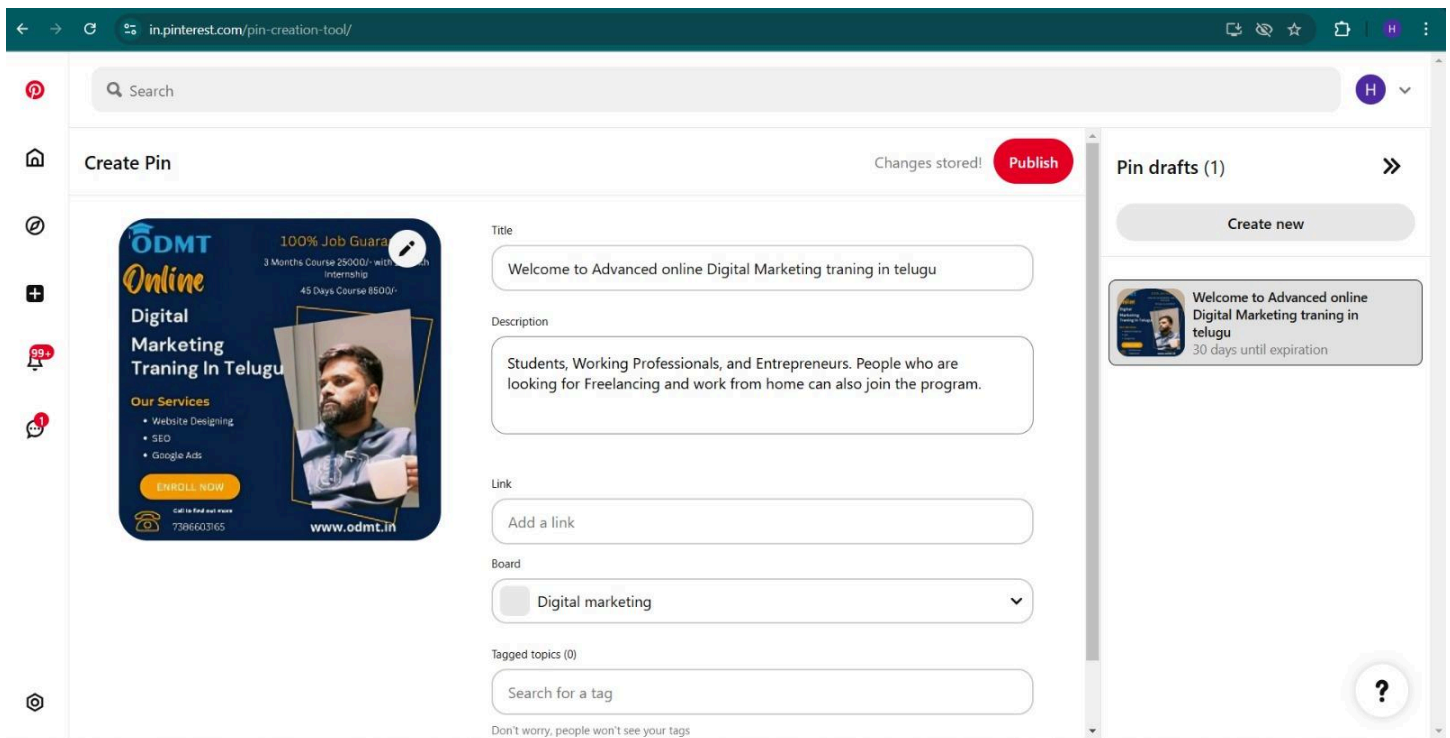 in.pinterest.com/pin-creation-tool/
H
Search
H
Create Pin
Changes stored!
Publish
Pin drafts (1)
Create new
99+
1
ODMT
Online
Digital
Marketing
Traning In Telugu
100% Job Guara
3 Months Course 25000/- with
Internship
45 Days Course 8500/-
Our Services
• Website Designing
• SEO
• Google Ads
ENROLL NOW
Call to find out more
7386603165
www.odmt.in
Title
Welcome to Advanced online Digital Marketing traning in telugu
Description
Students, Working Professionals, and Entrepreneurs. People who are
looking for Freelancing and work from home can also join the program.
Link
Add a link
Board
Digital marketing
Tagged topics (0)
Search for a tag
Don't worry, people won't see your tags
Welcome to Advanced online
Digital Marketing traning in
telugu
30 days until expiration
?